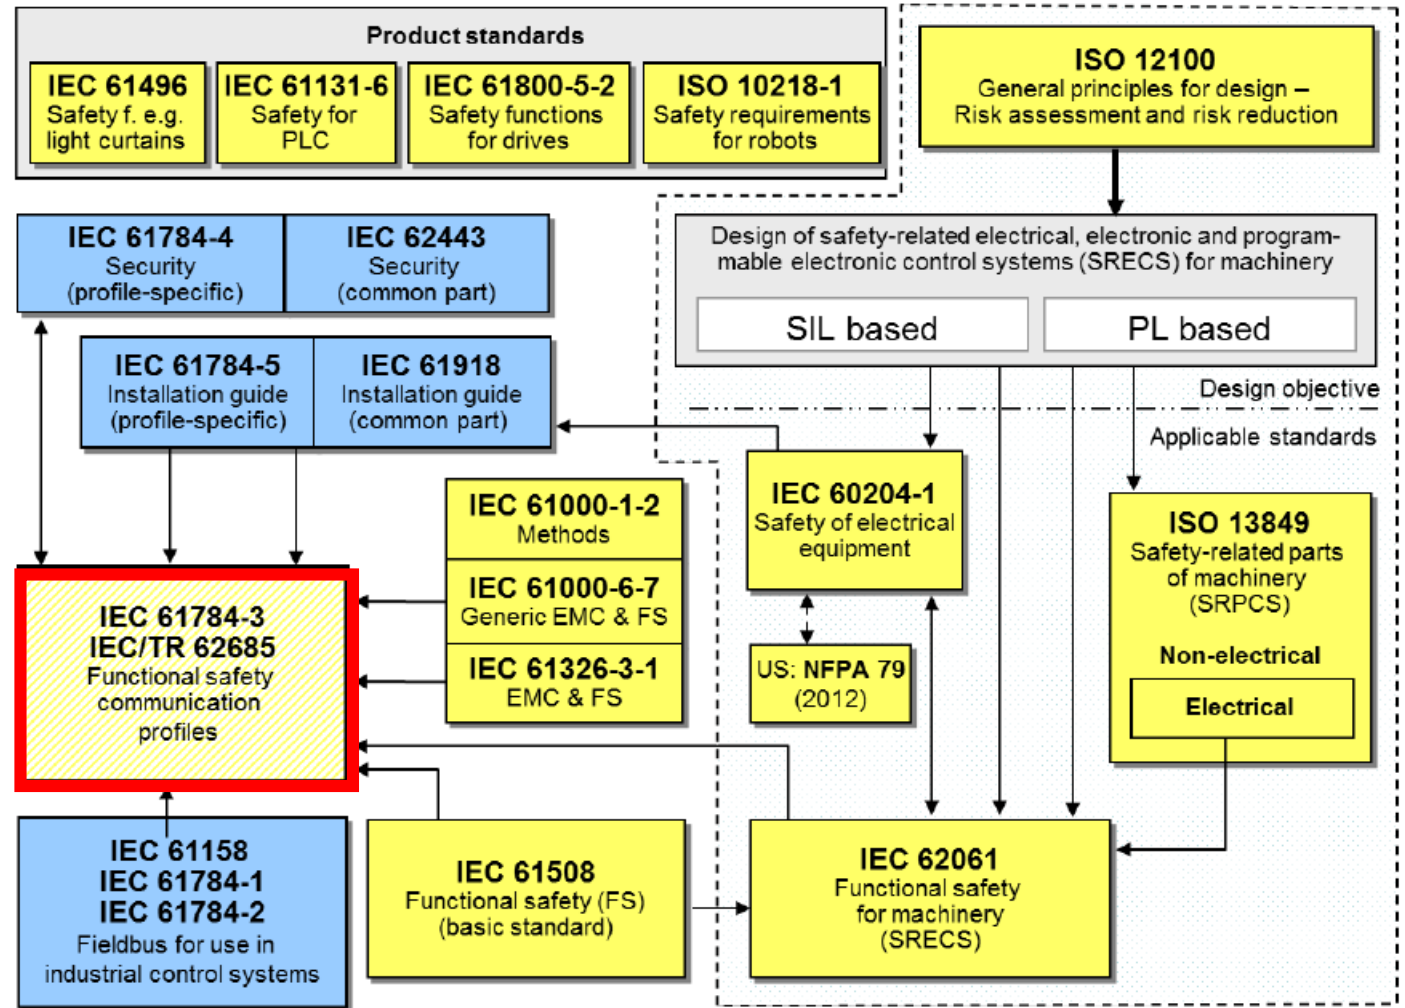 Product standards
IEC 61496
Safety f. e.g.
light curtains
IEC 61131-6
Safety for
PLC
IEC 61800-5-2
Safety functions
for drives
ISO 10218-1
Safety requirements
for robots
ISO 12100
General principles for design –
Risk assessment and risk reduction
IEC 61784-4
Security
(profile-specific)
IEC 62443
Security
(common part)
Design of safety-related electrical, electronic and program-
mable electronic control systems (SRECS) for machinery
SIL based
PL based
IEC 61784-5
Installation guide
(profile-specific)
IEC 61918
Installation guide
(common part)
Design objective
Applicable standards
IEC 61000-1-2
Methods
IEC 61000-6-7
Generic EMC & FS
IEC 61326-3-1
EMC & FS
IEC 60204-1
Safety of electrical
equipment
US: NFPA 79
(2012)
ISO 13849
Safety-related parts
of machinery
(SRPCS)
Non-electrical
Electrical
IEC 61784-3
IEC/TR 62685
Functional safety
communication
profiles
IEC 61158
IEC 61784-1
IEC 61784-2
Fieldbus for use in
industrial control systems
IEC 61508
Functional safety (FS)
(basic standard)
IEC 62061
Functional safety
for machinery
(SRECS)